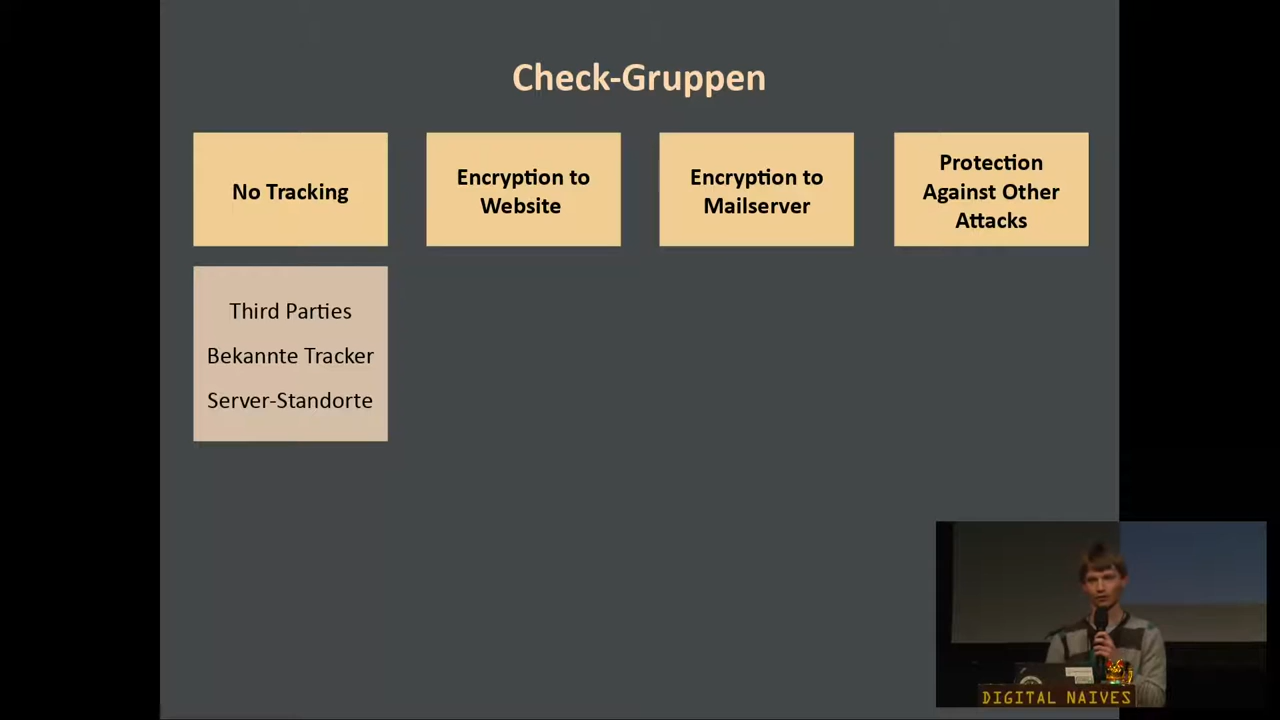 Check-Gruppen
No Tracking
Encryption to
Website
Encryption to
Mailserver
Protection
Against Other
Attacks
Third Parties
Bekannte Tracker
Server-Standorte
DIGITAL NAIVES